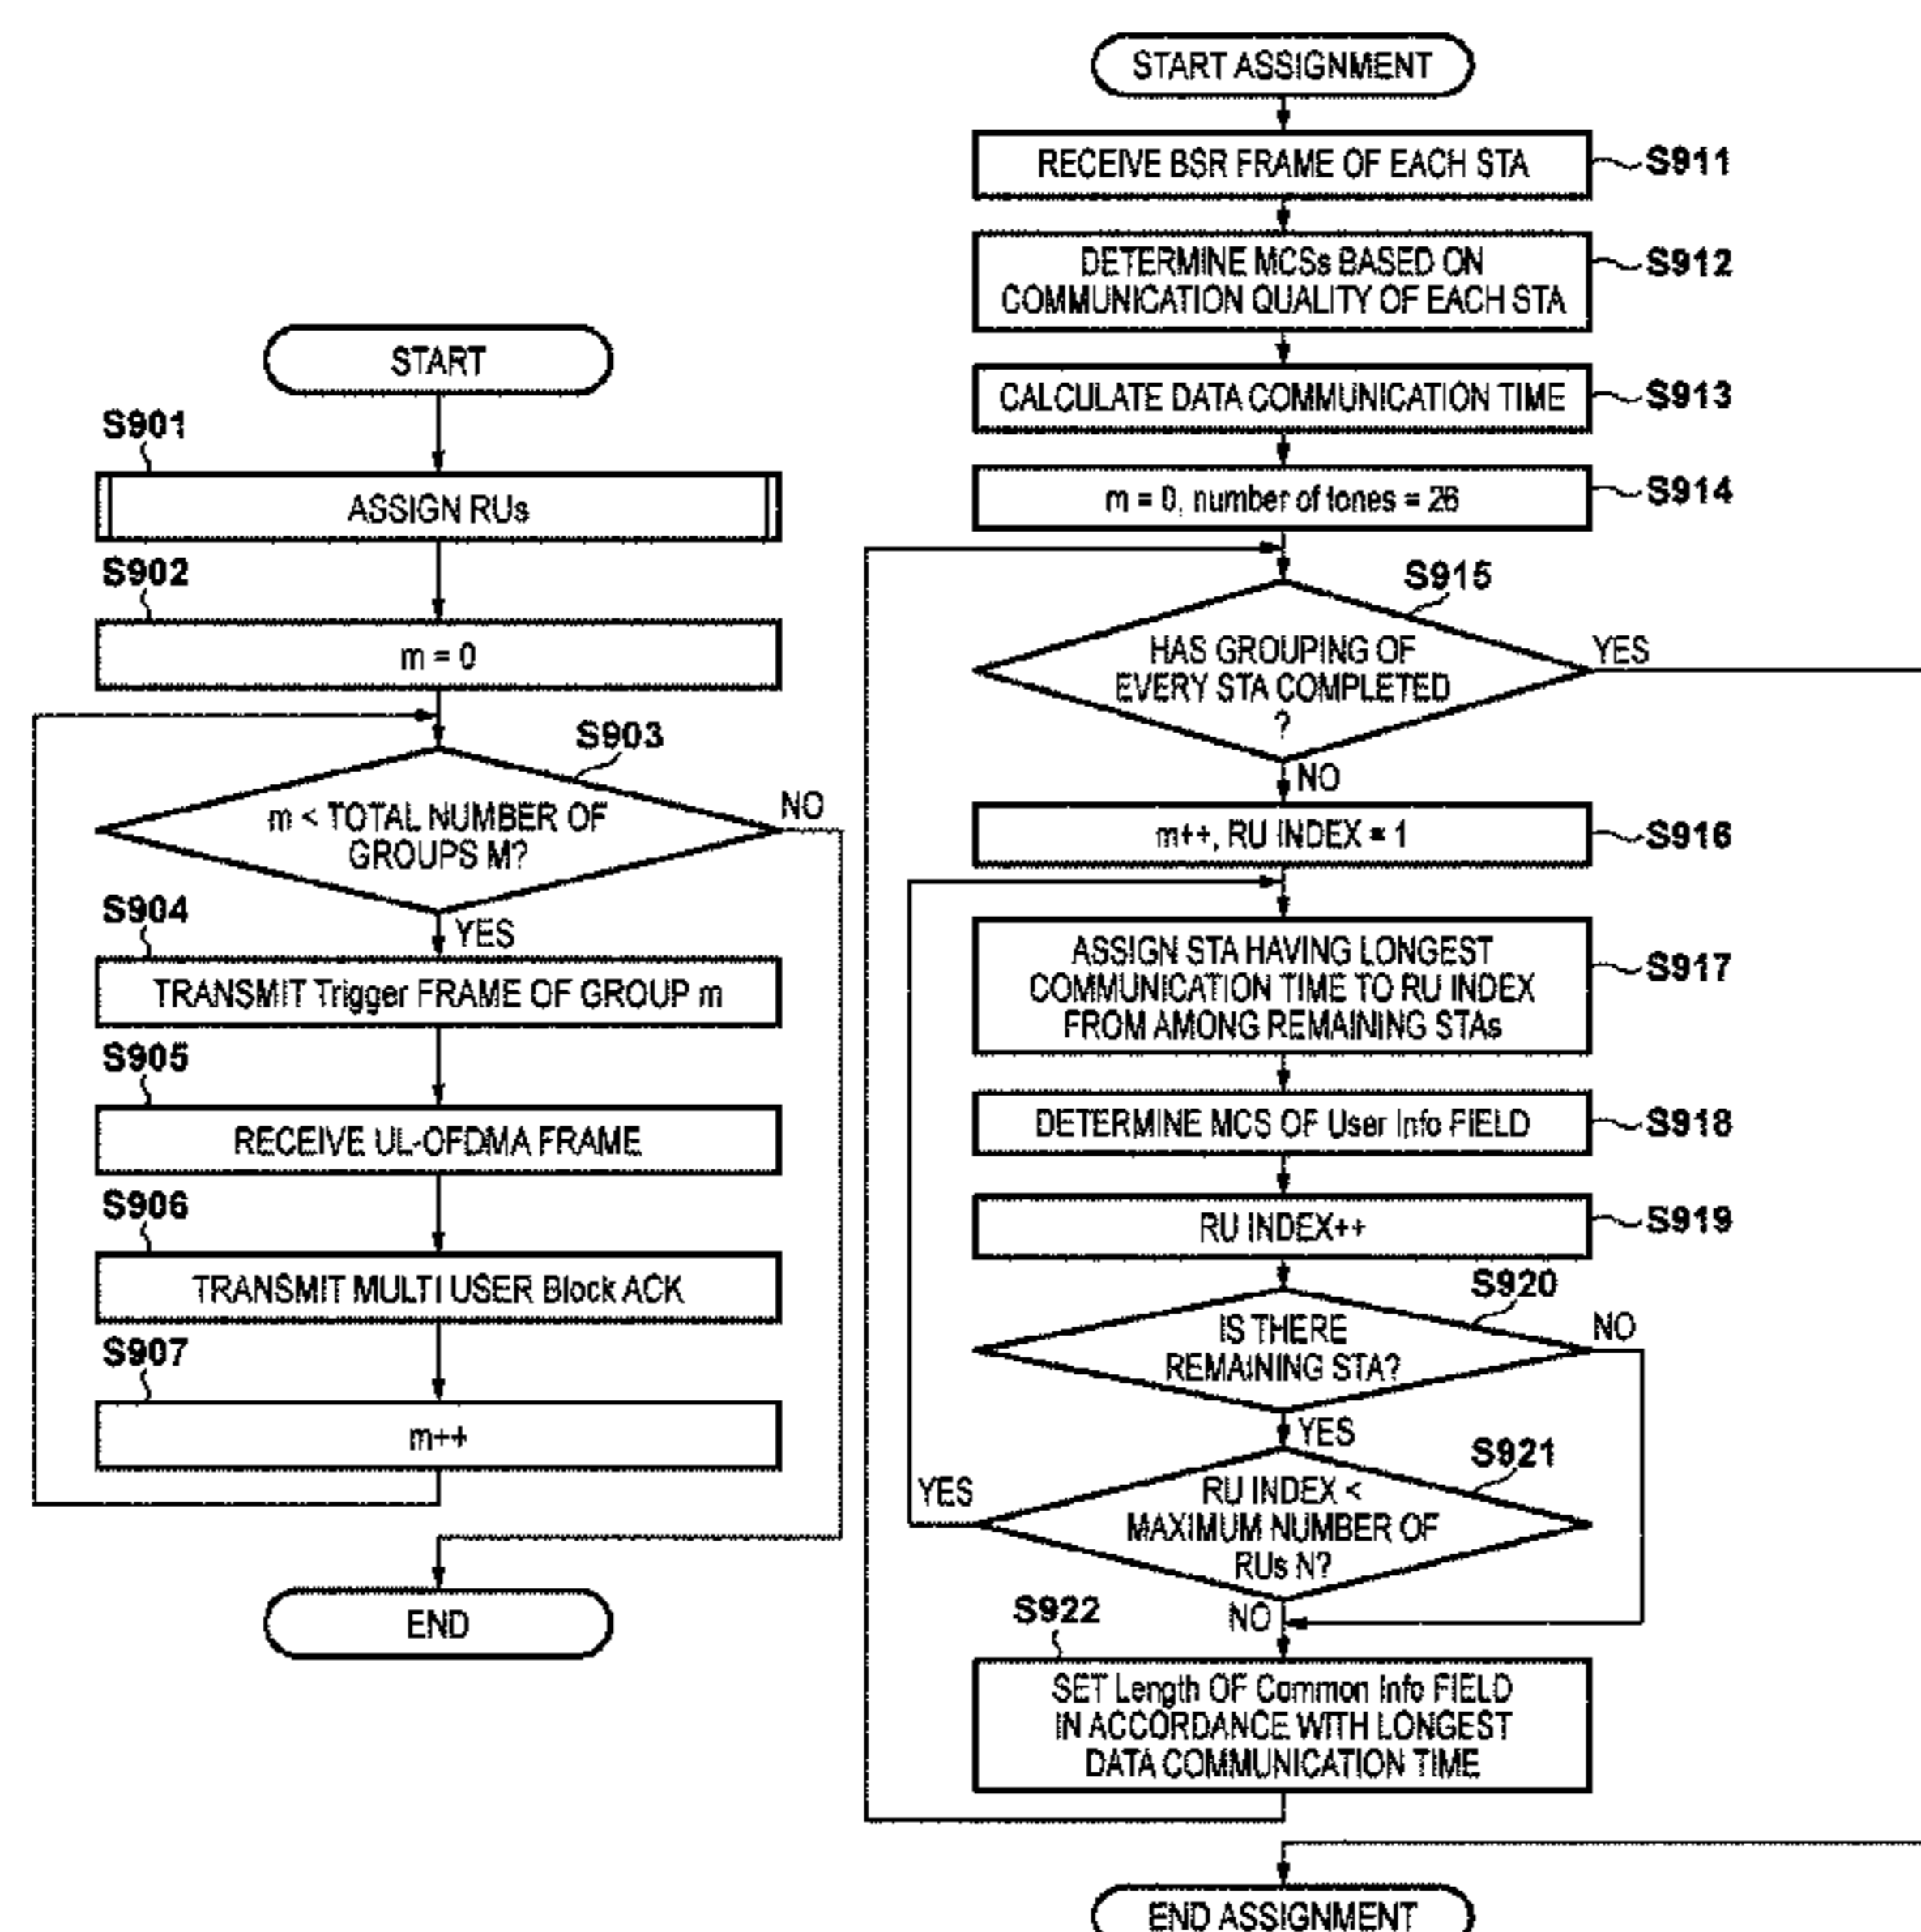 START
S901
ASSIGN RUs
S902
m = 0
S903
m < TOTAL NUMBER OF
GROUPS M?
NO
YES
S904
TRANSMIT Trigger FRAME OF GROUP m
S905
RECEIVE UL-OFDMA FRAME
S906
TRANSMIT MULTI USER Block ACK
S907
m++
END
START ASSIGNMENT
RECEIVE BSR FRAME OF EACH STA
S911
DETERMINE MCSs BASED ON
COMMUNICATION QUALITY OF EACH STA
S912
CALCULATE DATA COMMUNICATION TIME
S913
m = 0, number of tones = 26
S914
S915
HAS GROUPING OF
EVERY STA COMPLETED
?
YES
NO
m++, RU INDEX = 1
S916
ASSIGN STA HAVING LONGEST
COMMUNICATION TIME TO RU INDEX
FROM AMONG REMAINING STAs
S917
DETERMINE MCS OF User Info FIELD
S918
RU INDEX++
S919
S920
IS THERE
REMAINING STA?
NO
YES
S921
RU INDEX <
MAXIMUM NUMBER OF
RUs N?
YES
NO
S922
SET Length OF Common Info FIELD
IN ACCORDANCE WITH LONGEST
DATA COMMUNICATION TIME
END ASSIGNMENT